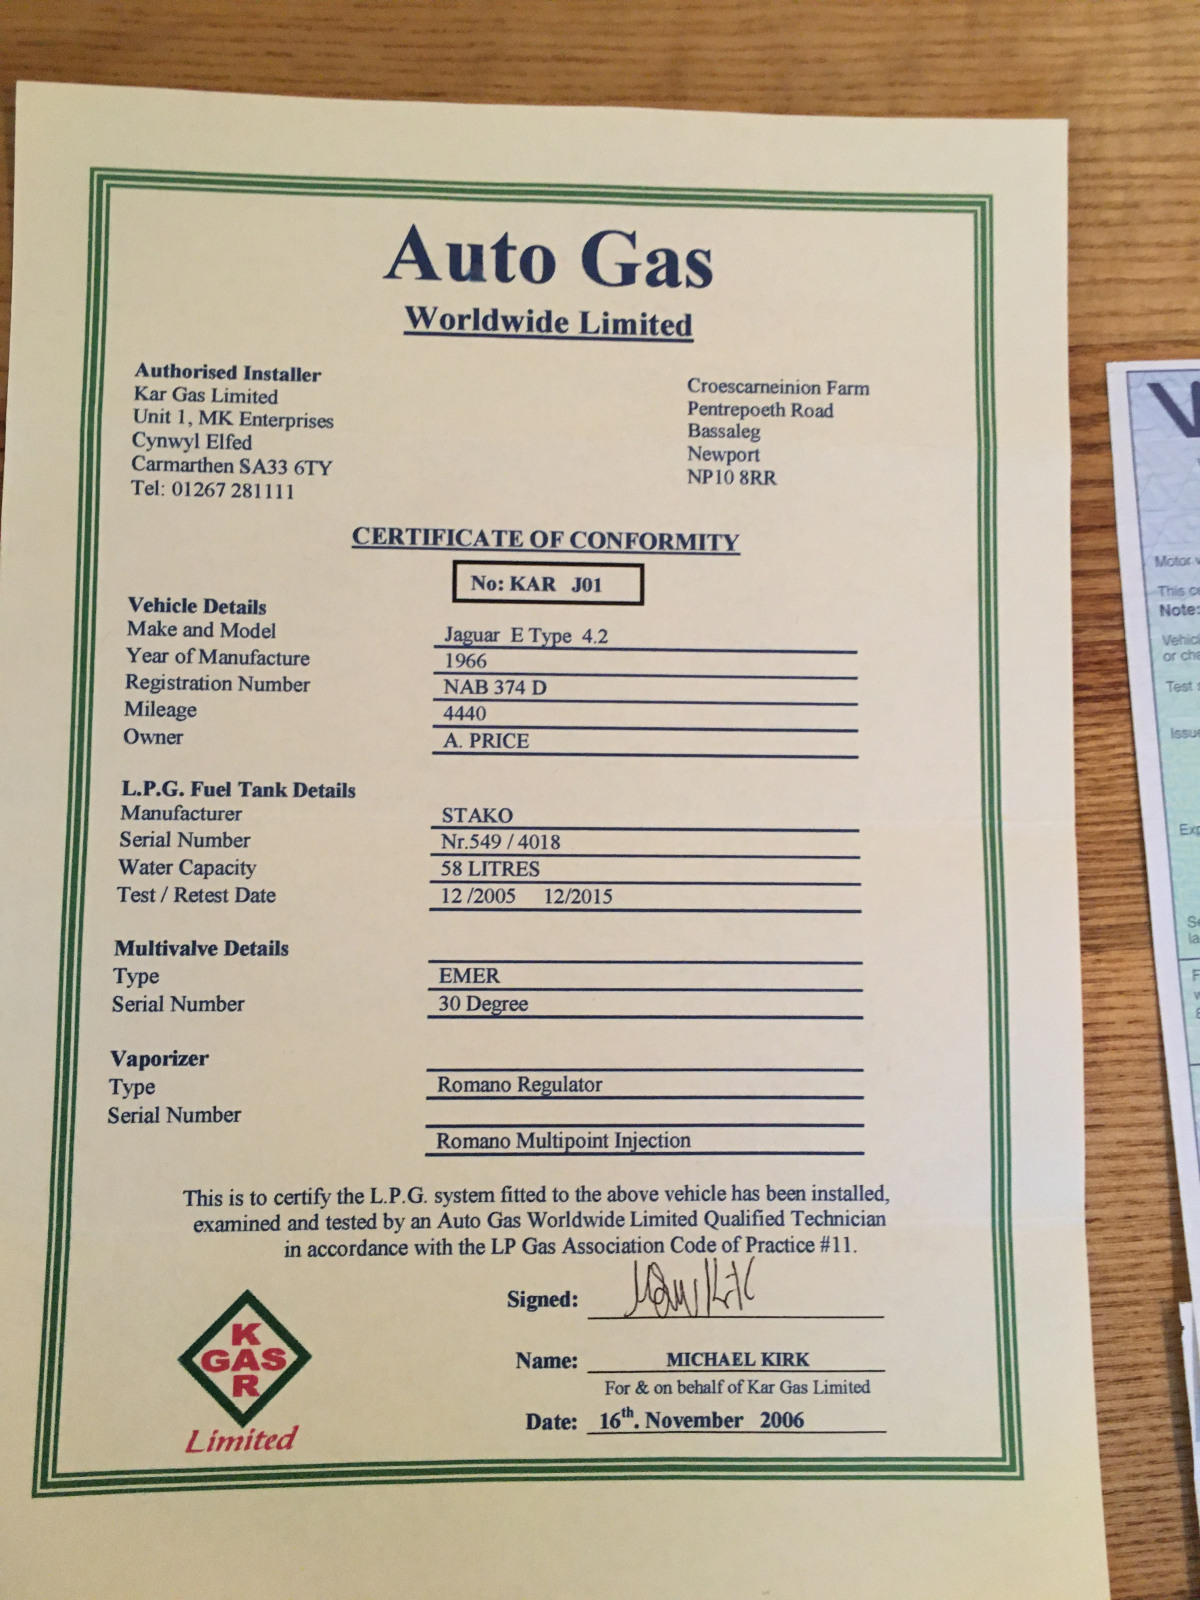 Auto Gas
Worldwide Limited
Authorised Installer
Kar Gas Limited
Unit 1, MK Enterprises
Cynwyl Elfed
Carmarthen SA33 6TY
Tel: 01267 281111
Croescarneinion Farm
Pentrepoeth Road
Bassaleg
Newport
NP10 8RR
CERTIFICATE OF CONFORMITY
No: KAR J01
Vehicle Details
Make and Model Jaguar E Type 4.2
Year of Manufacture 1966
Registration Number NAB 374 D
Mileage 4440
Owner A. PRICE
L.P.G. Fuel Tank Details
Manufacturer STAKO
Serial Number Nr.549 / 4018
Water Capacity 58 LITRES
Test / Retest Date 12 /2005 12/2015
Multivalve Details
Type EMER
Serial Number 30 Degree
Vaporizer
Type Romano Regulator
Serial Number
Romano Multipoint Injection
This is to certify the L.P.G. system fitted to the above vehicle has been installed,
examined and tested by an Auto Gas Worldwide Limited Qualified Technician
in accordance with the LP Gas Association Code of Practice #11.
Signed:
Name: MICHAEL KIRK
For & on behalf of Kar Gas Limited
Date: 16th. November 2006
K
GAS
R
Limited
Motor
This
Note:
or
Test